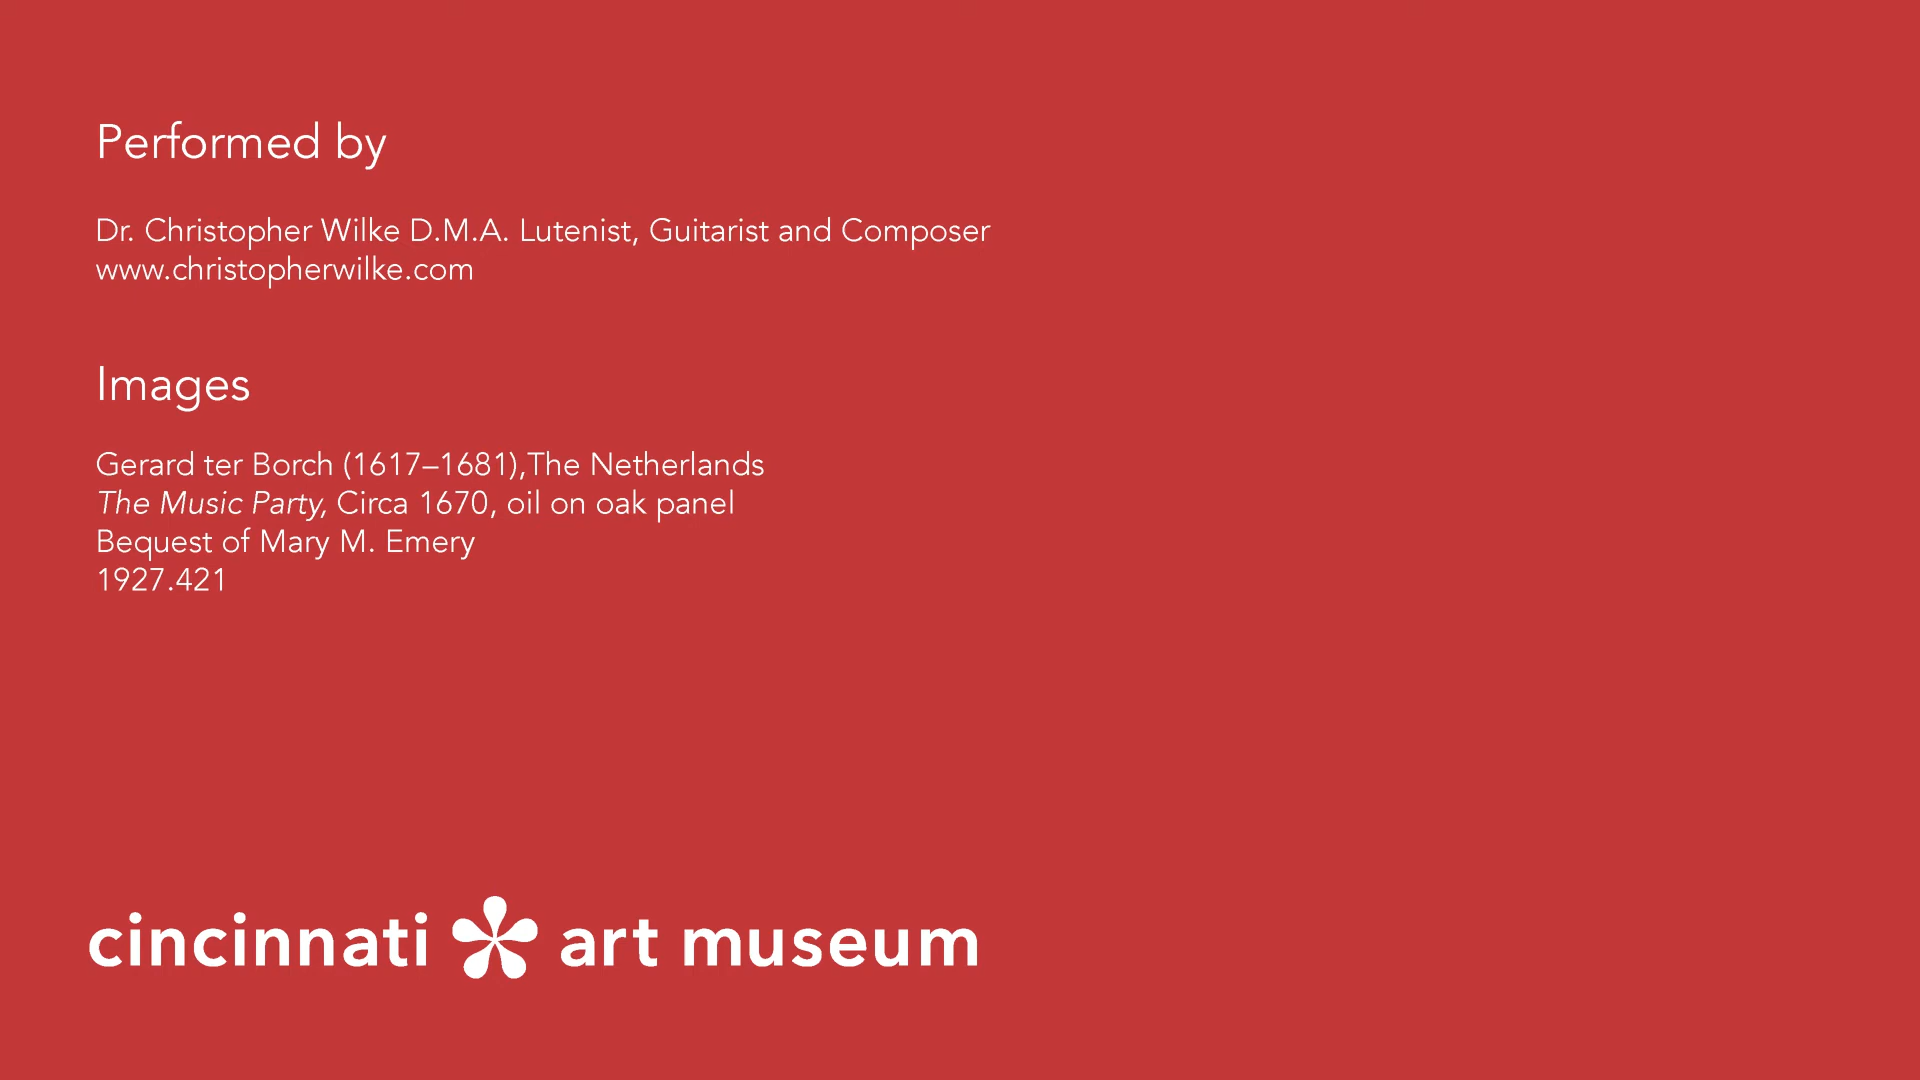 Performed by
Dr. Christopher Wilke D.M.A. Lutenist, Guitarist and Composer
www.christopherwilke.com
Images
Gerard ter Borch (1617–1681),The Netherlands
The Music Party, Circa 1670, oil on oak panel
Bequest of Mary M. Emery
1927.421
cincinnati art museum